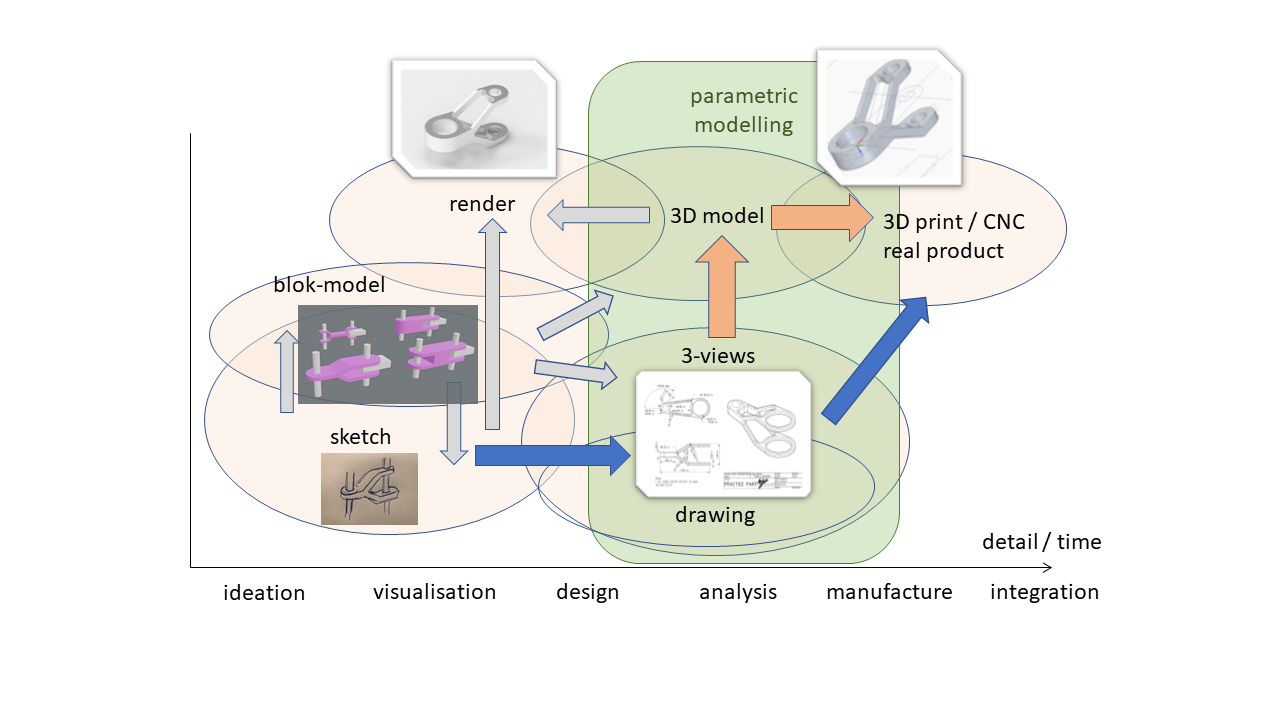 parametric
modelling
render
3D model
3D print / CNC
real product
blok-model
3-views
sketch
PRACTICE PART
drawing
detail / time
ideation
visualisation
design
analysis
manufacture
integration